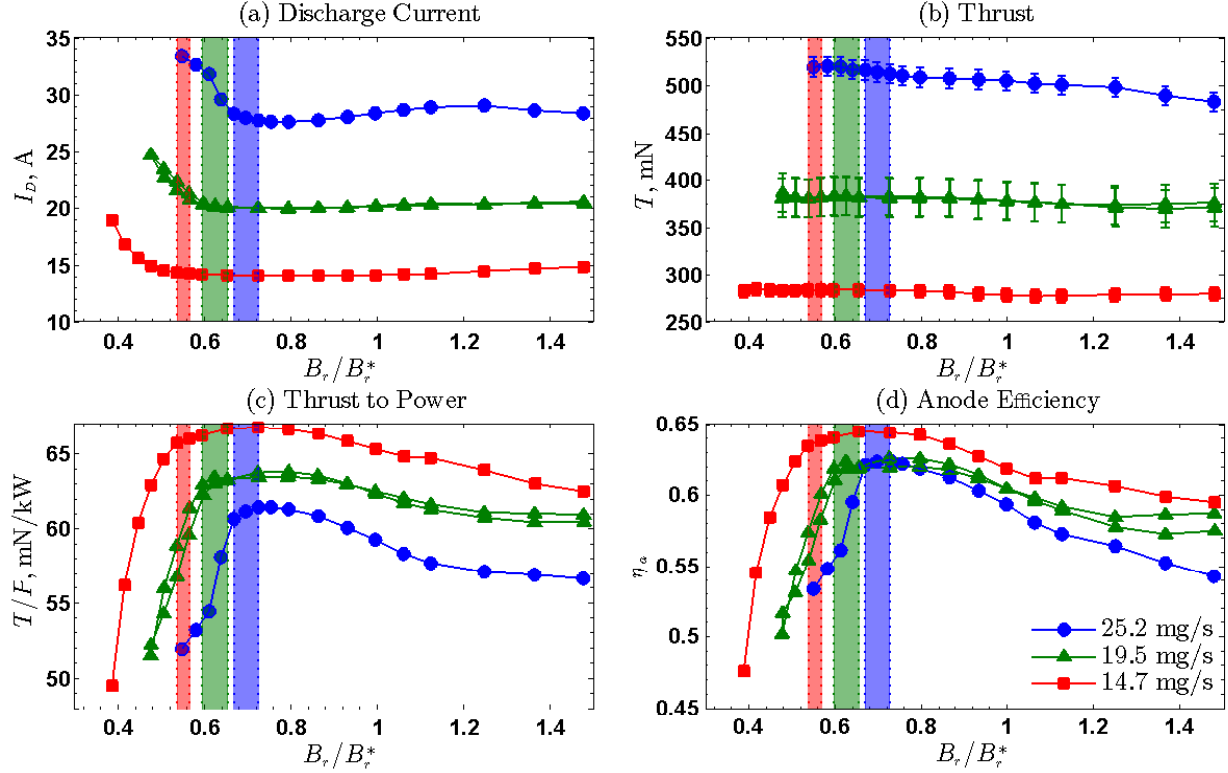 (a) Discharge Current
I_D, A
50
45
40
35
30
25
20
15
10
0.4 0.6 0.8 1 1.2 1.4
B_r/B_r^*
(b) Thrust
T, mN
550
500
450
400
350
300
250
0.4 0.6 0.8 1 1.2 1.4
B_r/B_r^*
(c) Thrust to Power
T/P, mN/kW
65
60
55
50
0.4 0.6 0.8 1 1.2 1.4
B_r/B_r^*
(d) Anode Efficiency
η_a
0.65
0.6
0.55
0.5
0.45
0.4 0.6 0.8 1 1.2 1.4
B_r/B_r^*
25.2 mg/s
19.5 mg/s
14.7 mg/s